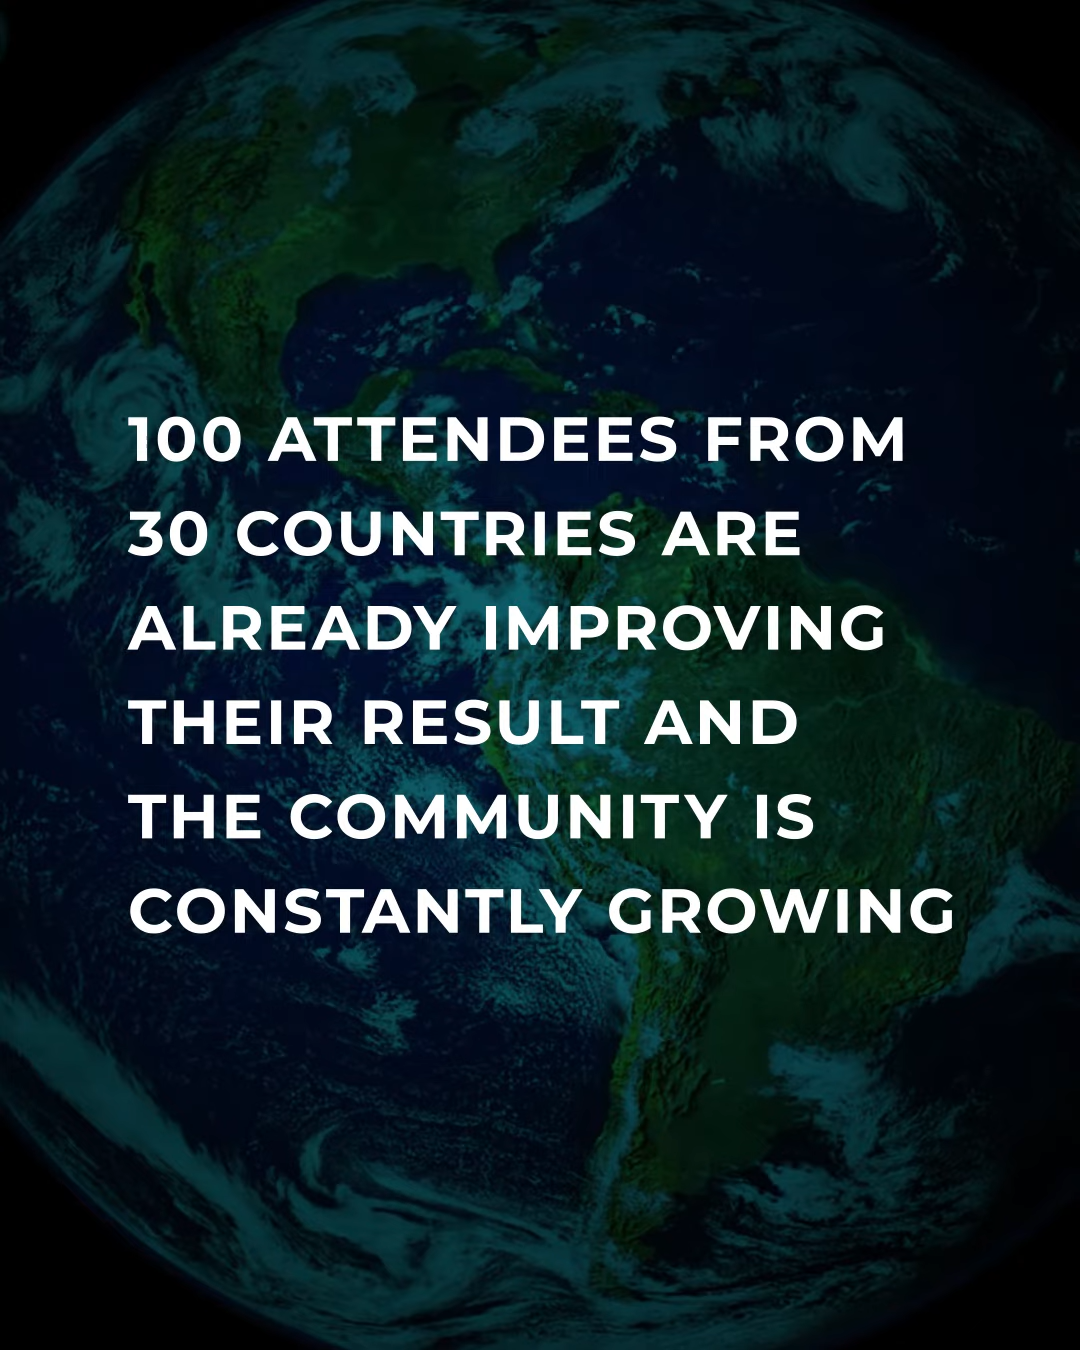 100 ATTENDEES FROM
30 COUNTRIES ARE
ALREADY IMPROVING
THEIR RESULT AND
THE COMMUNITY IS
CONSTANTLY GROWING